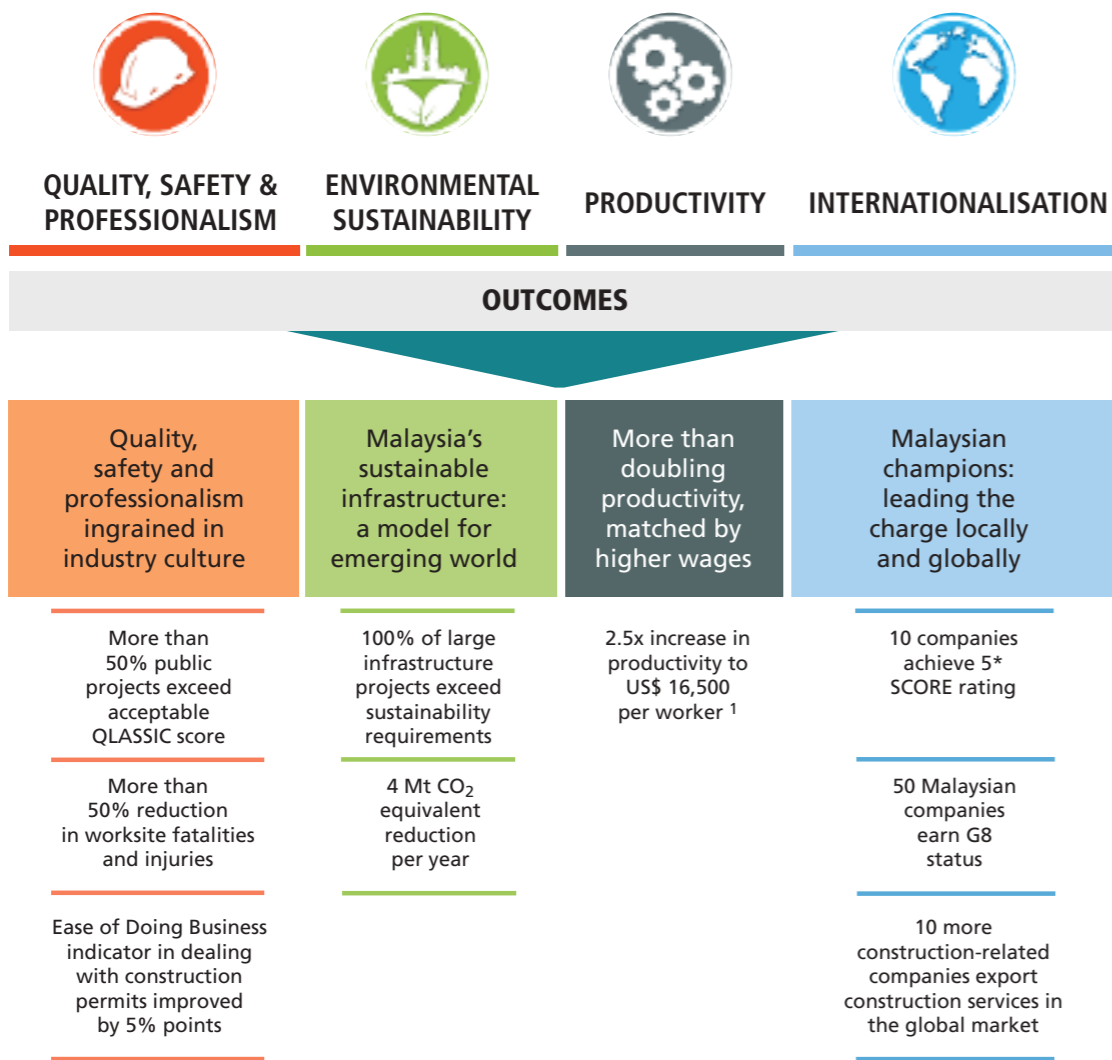 QUALITY, SAFETY &
PROFESSIONALISM
ENVIRONMENTAL
SUSTAINABILITY
PRODUCTIVITY
INTERNATIONALISATION
OUTCOMES
Quality,
safety and
professionalism
ingrained in
industry culture
Malaysia's
sustainable
infrastructure:
a model for
emerging world
More than
doubling
productivity,
matched by
higher wages
Malaysian
champions:
leading the
charge locally
and globally
More than
50% public
projects exceed
acceptable
QLASSIC score
More than
50% reduction
in worksite fatalities
and injuries
Ease of Doing Business
indicator in dealing
with construction
permits improved
by 5% points
100% of large
infrastructure
projects exceed
sustainability
requirements
4 Mt CO₂
equivalent
reduction
per year
2.5x increase in
productivity to
US$ 16,500
per worker ¹
10 companies
achieve 5*
SCORE rating
50 Malaysian
companies
earn G8
status
10 more
construction-related
companies export
construction services in
the global market